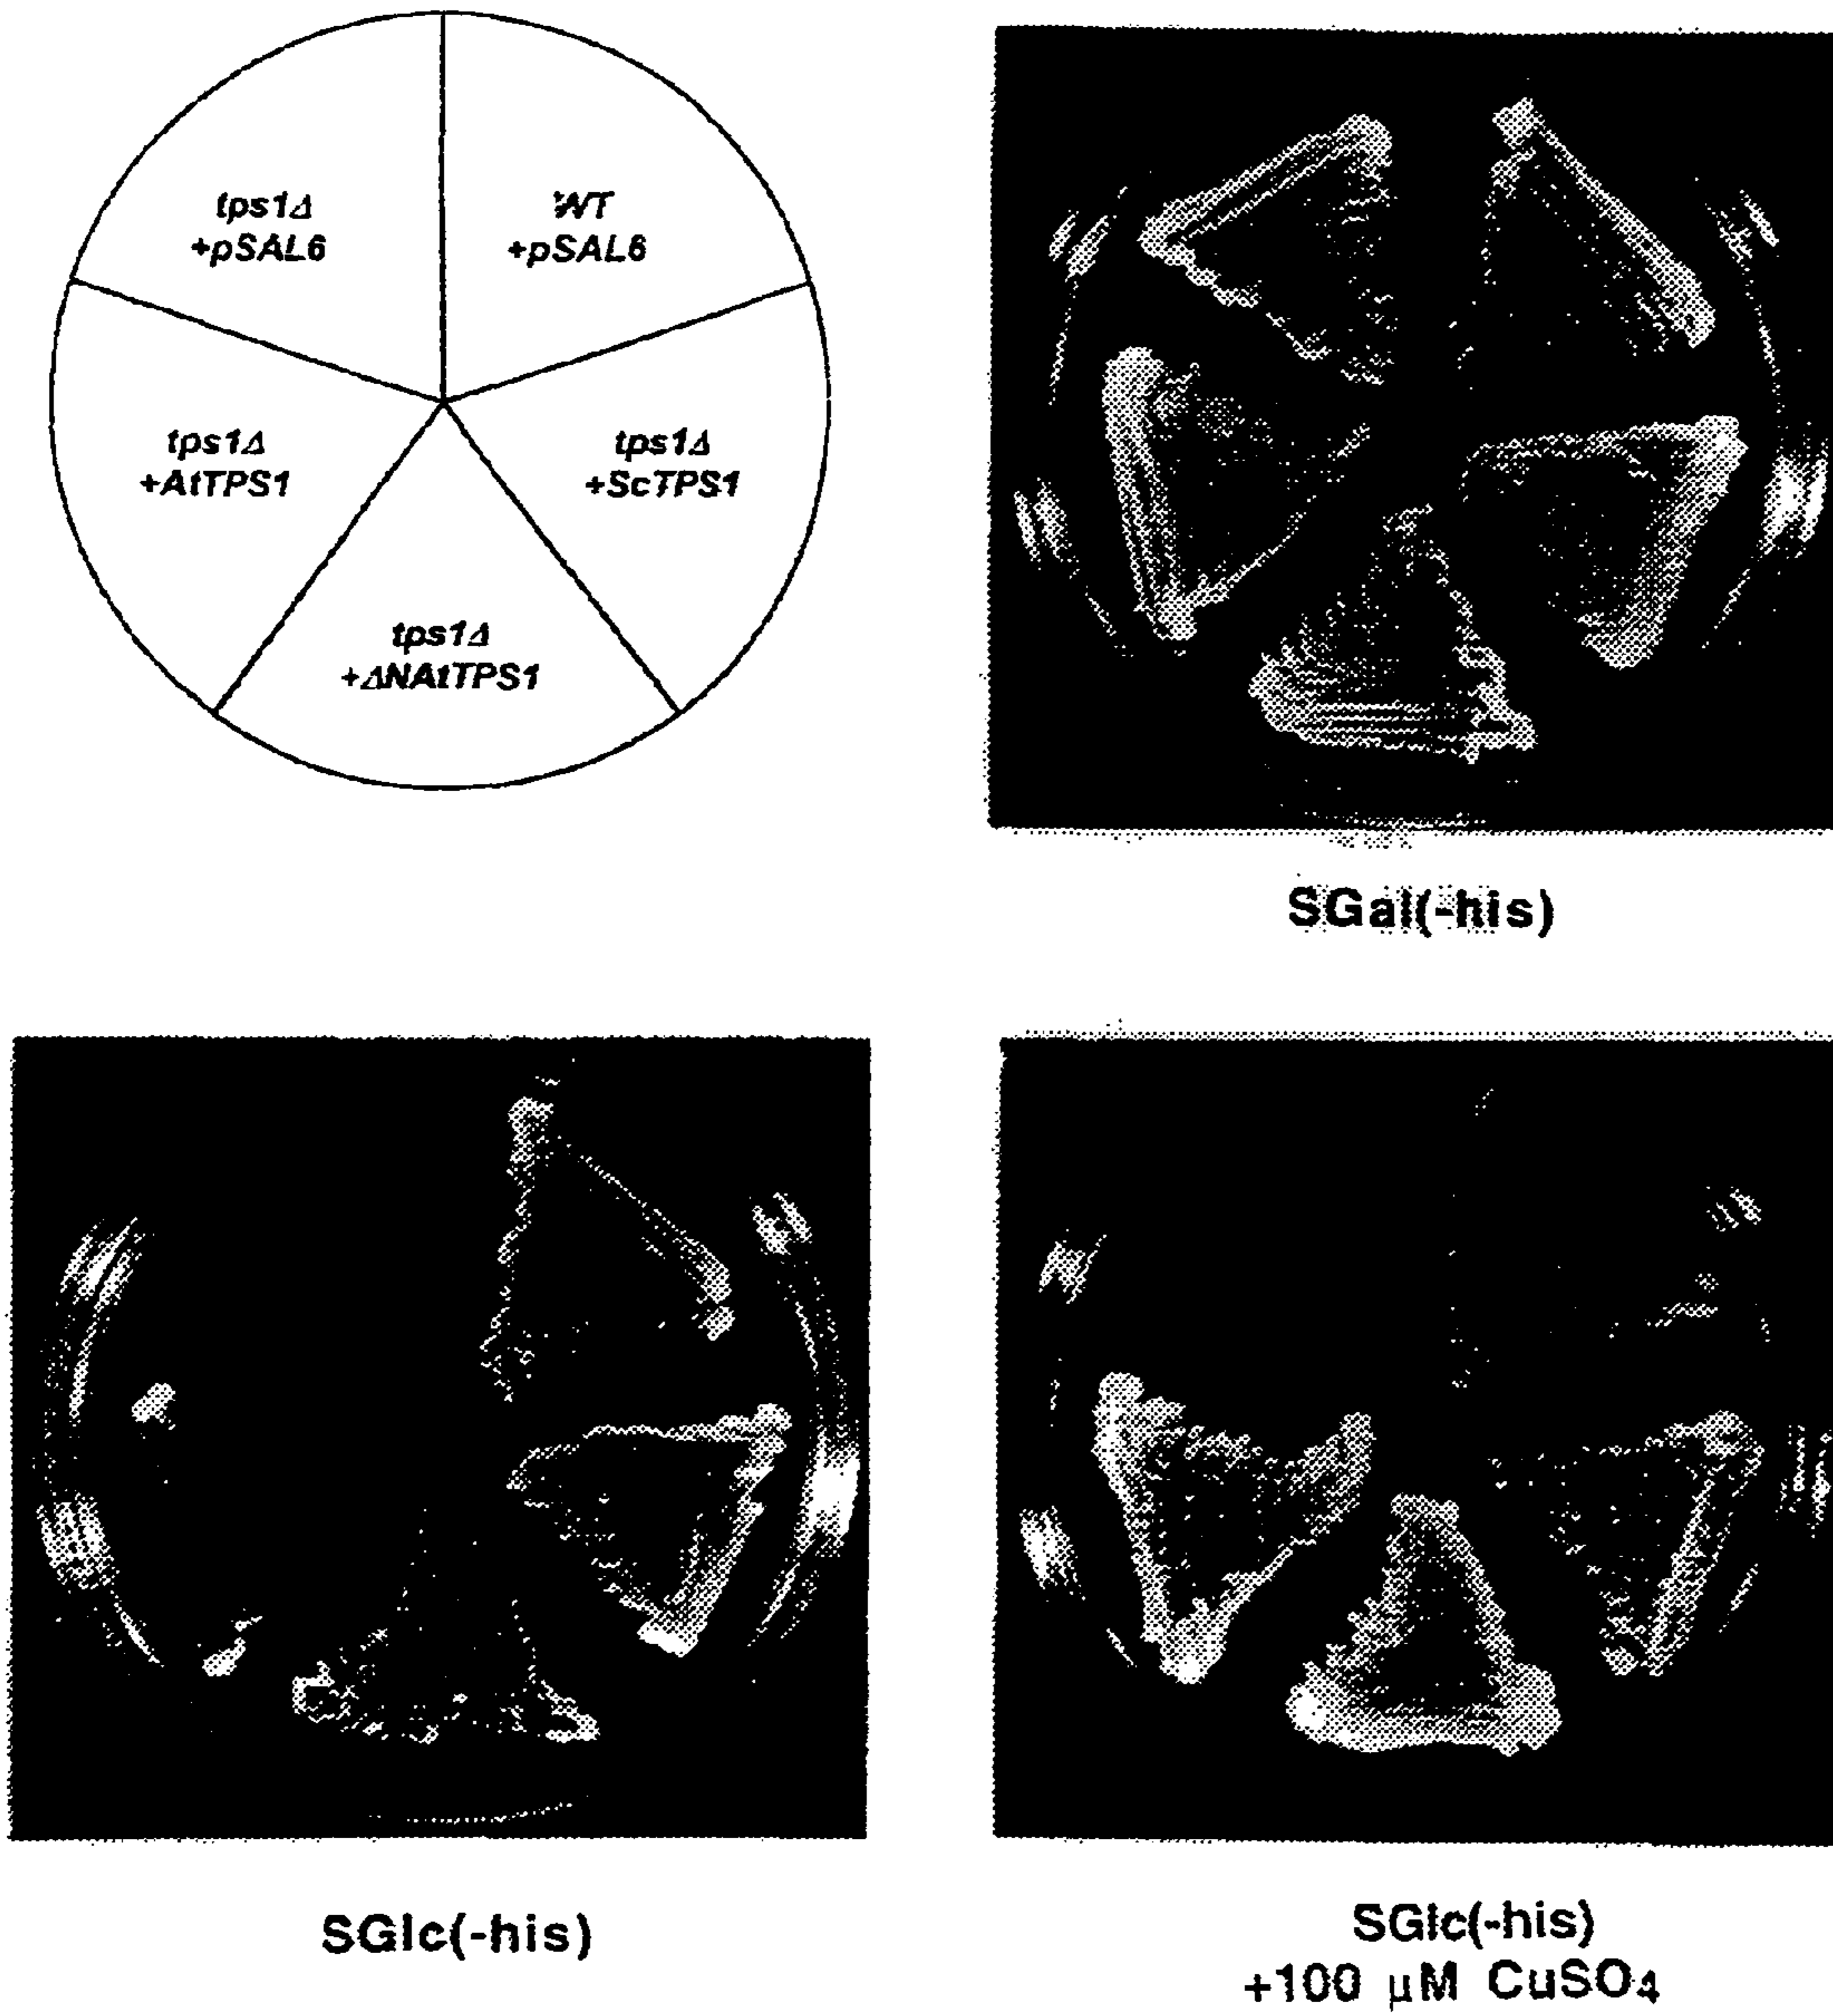 tps1Δ
+pSAL6
WT
+pSAL6
tps1Δ
+AtTPS1
tps1Δ
+ScTPS1
tps1Δ
+ΔNAtTPS1
SGal(-his)
SGlc(-his)
SGlc(-his)
+100 µM CuSO₄